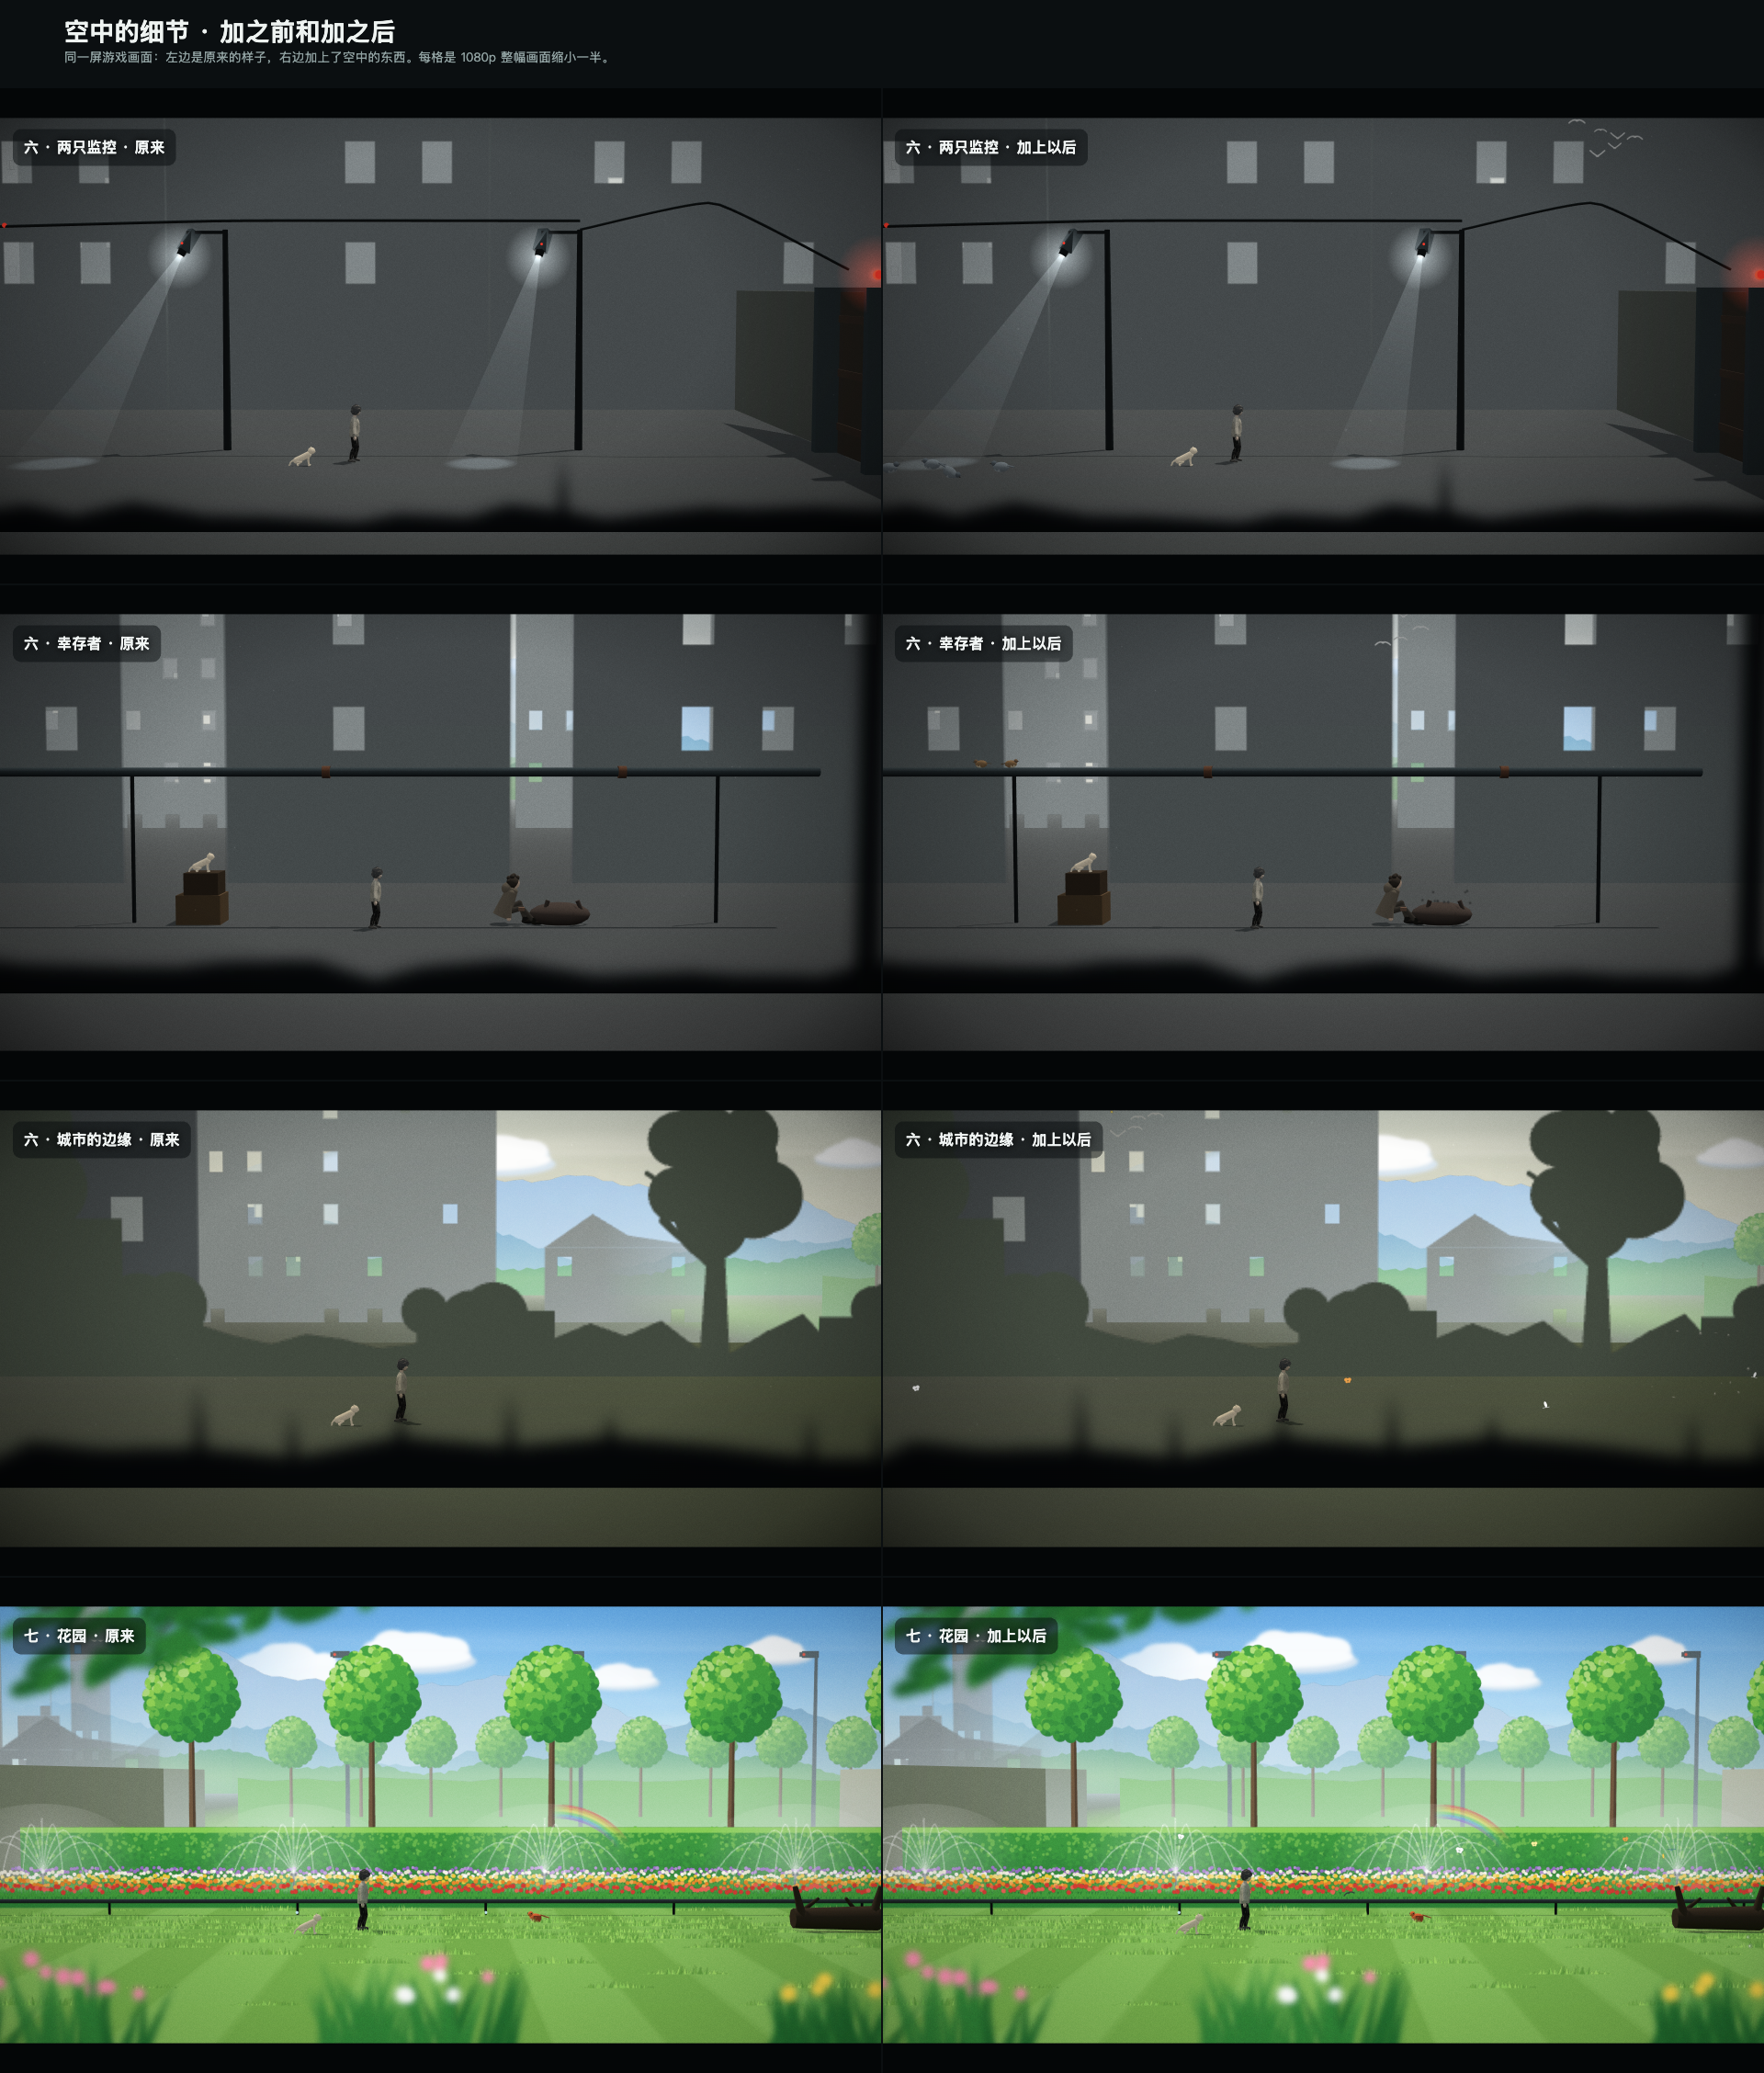 空中的细节 · 加之前和加之后
同一屏游戏画面：左边是原来的样子，右边加上了空中的东西。每格是 1080p 整幅画面缩小一半。
六 · 两只监控 · 原来
六 · 两只监控 · 加上以后
六 · 幸存者 · 原来
六 · 幸存者 · 加上以后
六 · 城市的边缘 · 原来
六 · 城市的边缘 · 加上以后
七 · 花园 · 原来
七 · 花园 · 加上以后